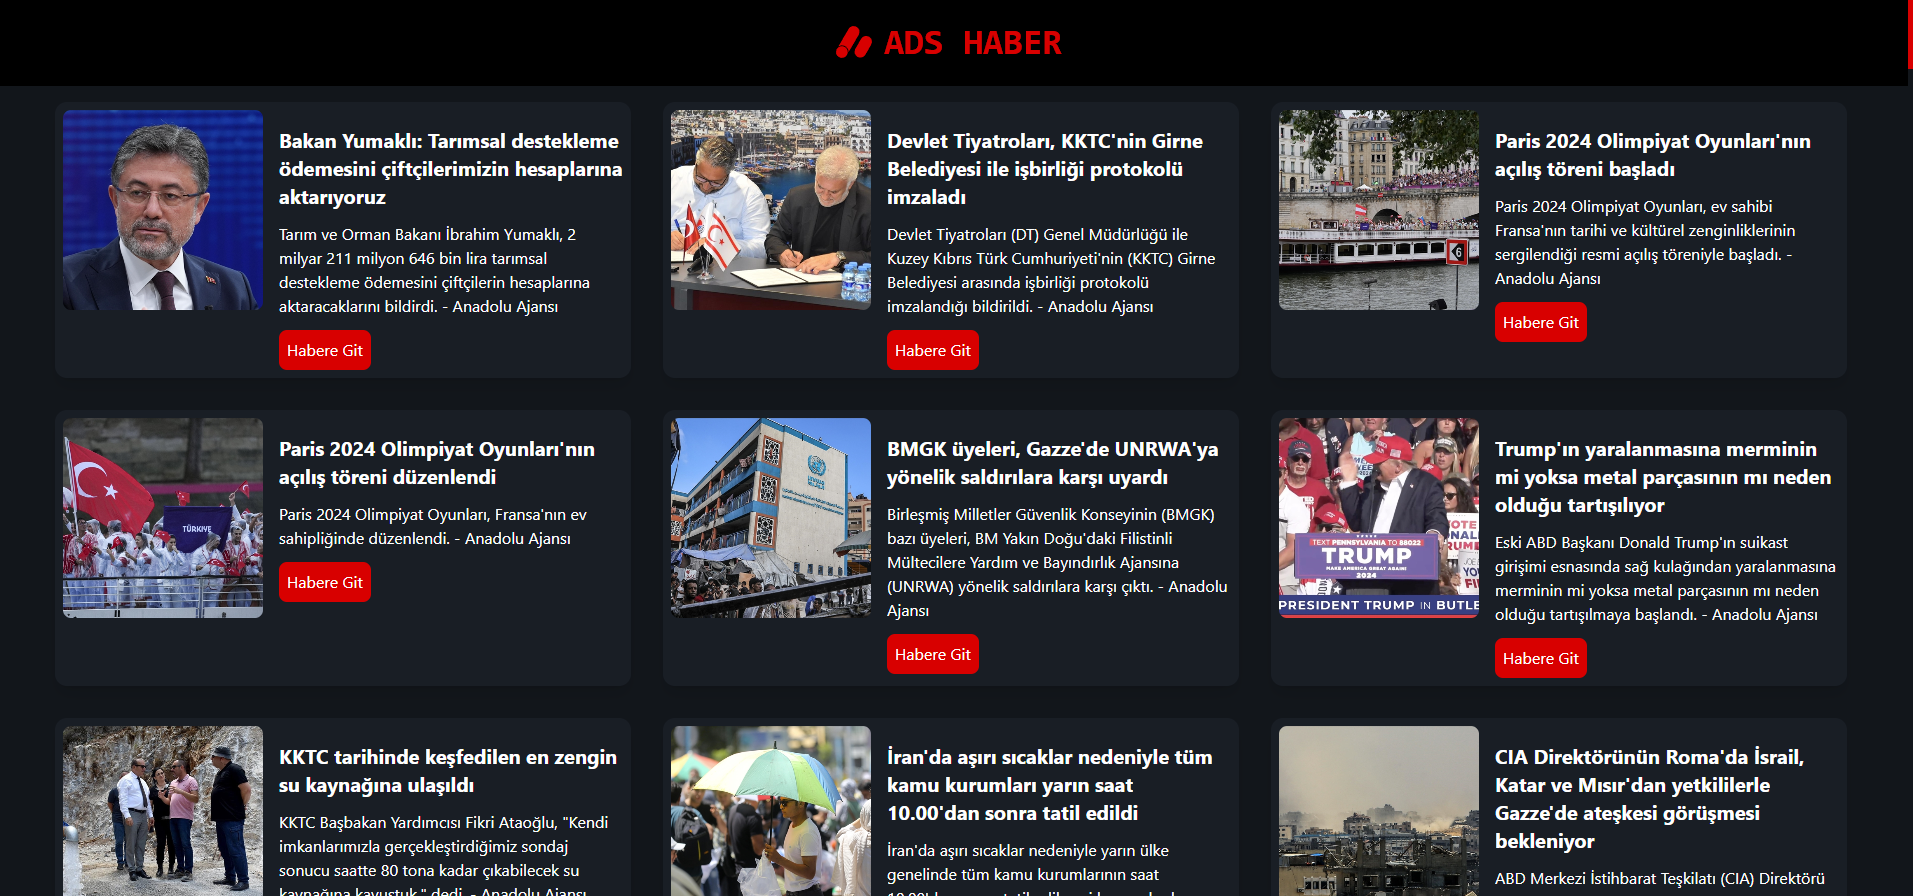 ADS HABER
Bakan Yumaklı: Tarımsal destekleme
ödemesini çiftçilerimizin hesaplarına
aktarıyoruz
Tarım ve Orman Bakanı İbrahim Yumaklı, 2
milyar 211 milyon 646 bin lira tarımsal
destekleme ödemesini çiftçilerin hesaplarına
aktaracaklarını bildirdi. - Anadolu Ajansı
Habere Git
Devlet Tiyatroları, KKTC'nin Girne
Belediyesi ile işbirliği protokolü
imzaladı
Devlet Tiyatroları (DT) Genel Müdürlüğü ile
Kuzey Kıbrıs Türk Cumhuriyeti'nin (KKTC) Girne
Belediyesi arasında işbirliği protokolü
imzalandığı bildirildi. - Anadolu Ajansı
Habere Git
6
Paris 2024 Olimpiyat Oyunları'nın
açılış töreni başladı
Paris 2024 Olimpiyat Oyunları, ev sahibi
Fransa'nın tarihi ve kültürel zenginliklerinin
sergilendiği resmi açılış töreniyle başladı. -
Anadolu Ajansı
Habere Git
TÜRKİYE
Paris 2024 Olimpiyat Oyunları'nın
açılış töreni düzenlendi
Paris 2024 Olimpiyat Oyunları, Fransa'nın ev
sahipliğinde düzenlendi. - Anadolu Ajansı
Habere Git
BMGK üyeleri, Gazze'de UNRWA'ya
yönelik saldırılara karşı uyardı
Birleşmiş Milletler Güvenlik Konseyinin (BMGK)
bazı üyeleri, BM Yakın Doğu'daki Filistinli
Mültecilere Yardım ve Bayındırlık Ajansına
(UNRWA) yönelik saldırılara karşı çıktı. - Anadolu
Ajansı
Habere Git
TEXT PENNSYLVANIA TO 88022
TRUMP
MAKE AMERICA GREAT AGAIN!
2024
PRESIDENT TRUMP IN BUTLE
Trump'ın yaralanmasına merminin
mi yoksa metal parçasının mı neden
olduğu tartışılıyor
Eski ABD Başkanı Donald Trump'ın suikast
girişimi esnasında sağ kulağından yaralanmasına
merminin mi yoksa metal parçasının mı neden
olduğu tartışılmaya başlandı. - Anadolu Ajansı
Habere Git
KKTC tarihinde keşfedilen en zengin
su kaynağına ulaşıldı
KKTC Başbakan Yardımcısı Fikri Ataoğlu, "Kendi
imkanlarımızla gerçekleştirdiğimiz sondaj
sonucu saatte 80 tona kadar çıkabilecek su
kaynağına kavuştuk." dedi. - Anadolu Ajansı
İran'da aşırı sıcaklar nedeniyle tüm
kamu kurumları yarın saat
10.00'dan sonra tatil edildi
İran'da aşırı sıcaklar nedeniyle yarın ülke
genelinde tüm kamu kurumlarının saat
CIA Direktörünün Roma'da İsrail,
Katar ve Mısır'dan yetkililerle
Gazze'de ateşkesi görüşmesi
bekleniyor
ABD Merkezi İstihbarat Teşkilatı (CIA) Direktörü